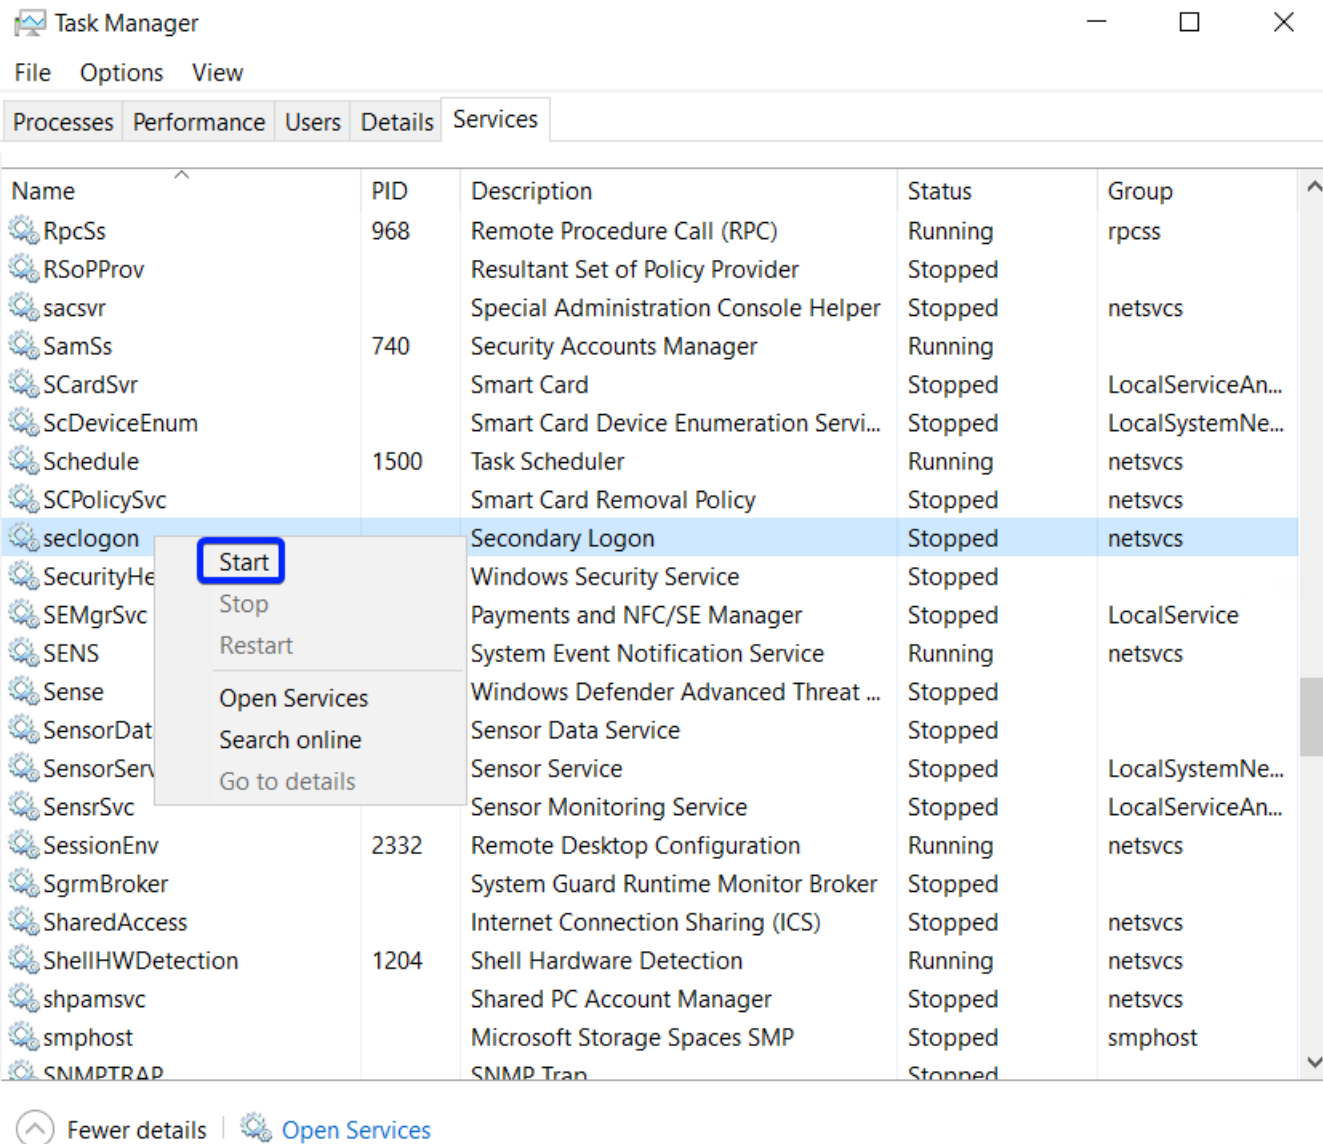 Task Manager
File Options View
Processes Performance Users Details Services
Name PID Description Status Group
RpcSs 968 Remote Procedure Call (RPC) Running rpcss
RSoPProv Resultant Set of Policy Provider Stopped
sacsvr Special Administration Console Helper Stopped netsvcs
SamSs 740 Security Accounts Manager Running
SCardSvr Smart Card Stopped LocalServiceAn...
ScDeviceEnum Smart Card Device Enumeration Servi... Stopped LocalSystemNe...
Schedule 1500 Task Scheduler Running netsvcs
SCPolicySvc Smart Card Removal Policy Stopped netsvcs
seclogon Secondary Logon Stopped netsvcs
Start
SecurityHe Windows Security Service Stopped
Stop
SEMgrSvc Payments and NFC/SE Manager Stopped LocalService
Restart
SENS System Event Notification Service Running netsvcs
Sense Windows Defender Advanced Threat ... Stopped
Open Services
SensorDat Sensor Data Service Stopped
Search online
SensorServ Sensor Service Stopped LocalSystemNe...
Go to details
SensrSvc Sensor Monitoring Service Stopped LocalServiceAn...
SessionEnv 2332 Remote Desktop Configuration Running netsvcs
SgrmBroker System Guard Runtime Monitor Broker Stopped
SharedAccess Internet Connection Sharing (ICS) Stopped netsvcs
ShellHWDetection 1204 Shell Hardware Detection Running netsvcs
shpamsvc Shared PC Account Manager Stopped netsvcs
smphost Microsoft Storage Spaces SMP Stopped smphost
SNMPTRAP SNMP Trap Stopped
Fewer details Open Services